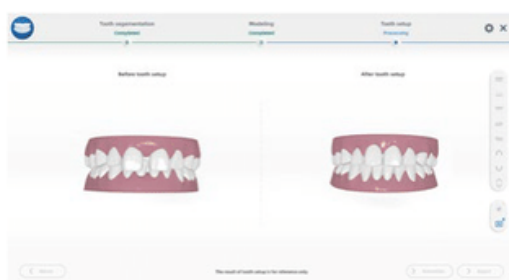 Tooth segmentation
Completed
Modeling
Completed
Tooth setup
Processing
Before tooth setup
After tooth setup
The result of tooth setup is for reference only.